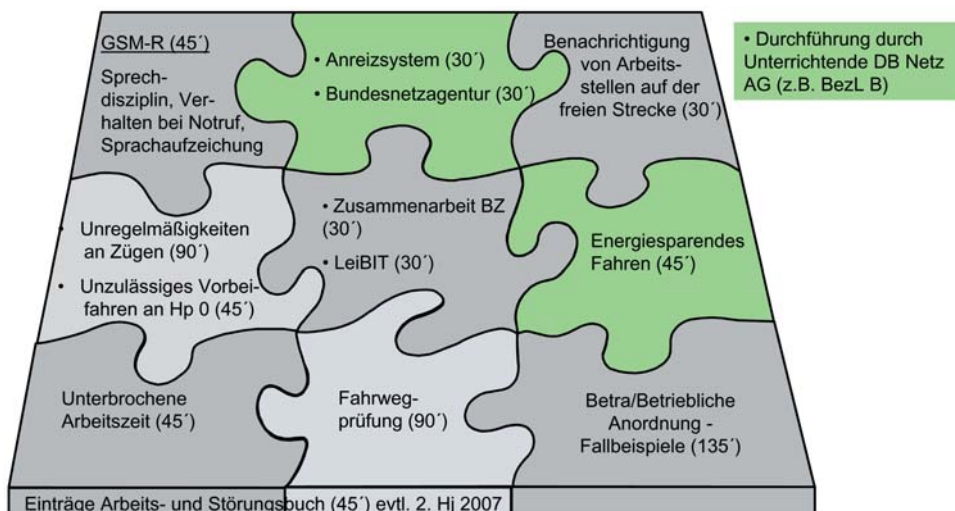 GSM-R (45´)
Sprech-
disziplin, Ver-
halten bei Notruf,
Sprachaufzeichung
• Anreizsystem (30´)
• Bundesnetzagentur (30´)
Benachrichtigung
von Arbeits-
stellen auf der
freien Strecke (30´)
• Durchführung durch
Unterrichtende DB Netz
AG (z.B. BezL B)
• Unregelmäßigkeiten
an Zügen (90´)
• Unzulässiges Vorbei-
fahren an Hp 0 (45´)
• Zusammenarbeit BZ
(30´)
• LeiBIT (30´)
Energiesparendes
Fahren (45´)
Unterbrochene
Arbeitszeit (45´)
Fahrweg-
prüfung (90´)
Betra/Betriebliche
Anordnung -
Fallbeispiele (135´)
Einträge Arbeits- und Störungsbuch (45´) evtl. 2. Hj 2007